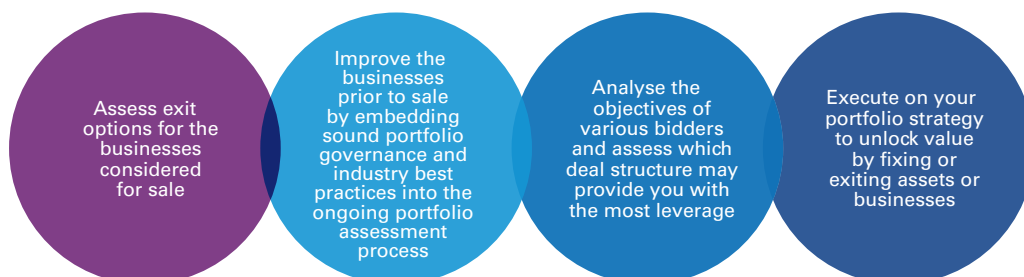 Assess exit
options for the
businesses
considered
for sale
Improve the
businesses
prior to sale
by embedding
sound portfolio
governance and
industry best
practices into the
ongoing portfolio
assessment
process
Analyse the
objectives of
various bidders
and assess which
deal structure may
provide you with
the most leverage
Execute on your
portfolio strategy
to unlock value
by fixing or
exiting assets or
businesses